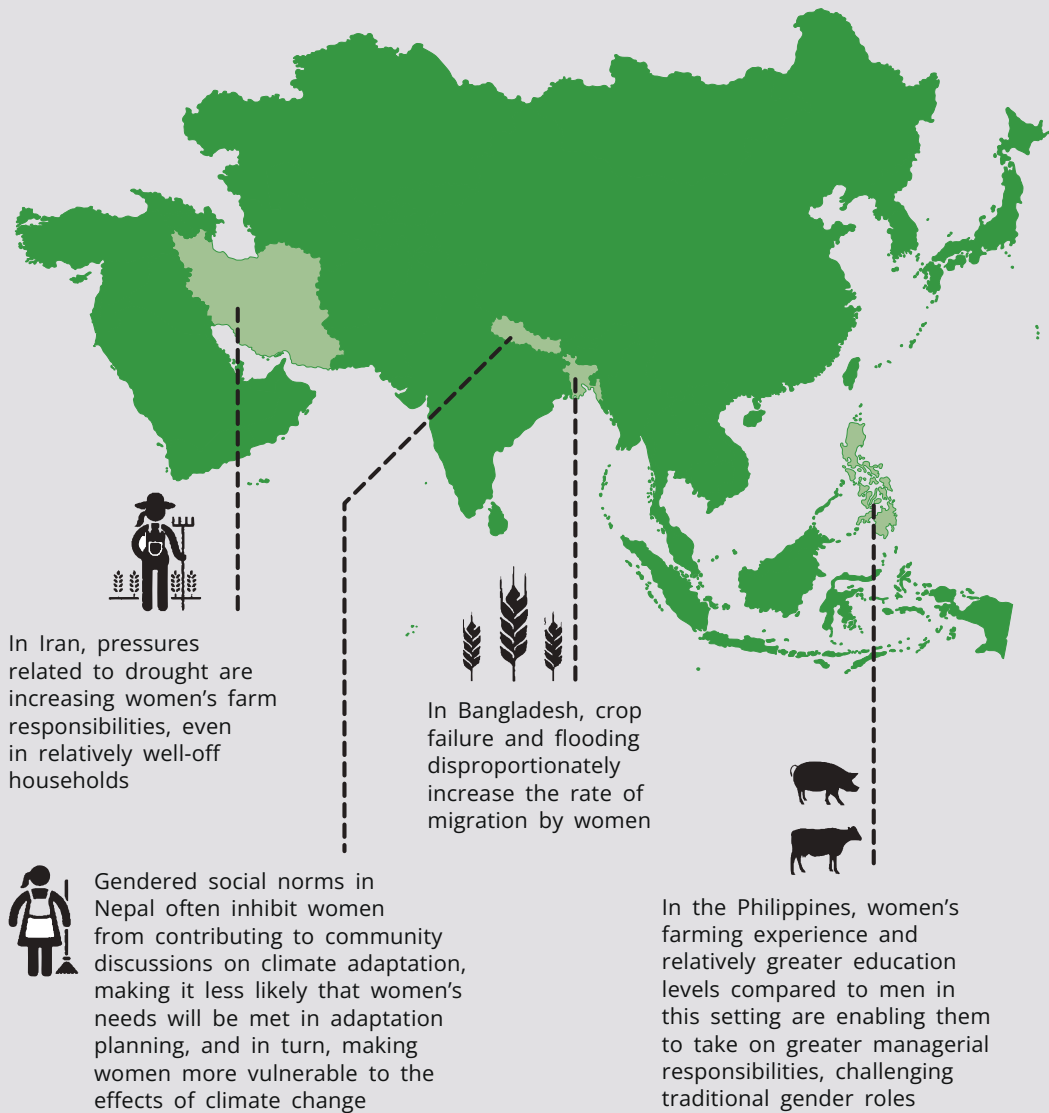 In Iran, pressures
related to drought are
increasing women’s farm
responsibilities, even
in relatively well-off
households
In Bangladesh, crop
failure and flooding
disproportionately
increase the rate of
migration by women
Gendered social norms in
Nepal often inhibit women
from contributing to community
discussions on climate adaptation,
making it less likely that women’s
needs will be met in adaptation
planning, and in turn, making
women more vulnerable to the
effects of climate change
In the Philippines, women’s
farming experience and
relatively greater education
levels compared to men in
this setting are enabling them
to take on greater managerial
responsibilities, challenging
traditional gender roles